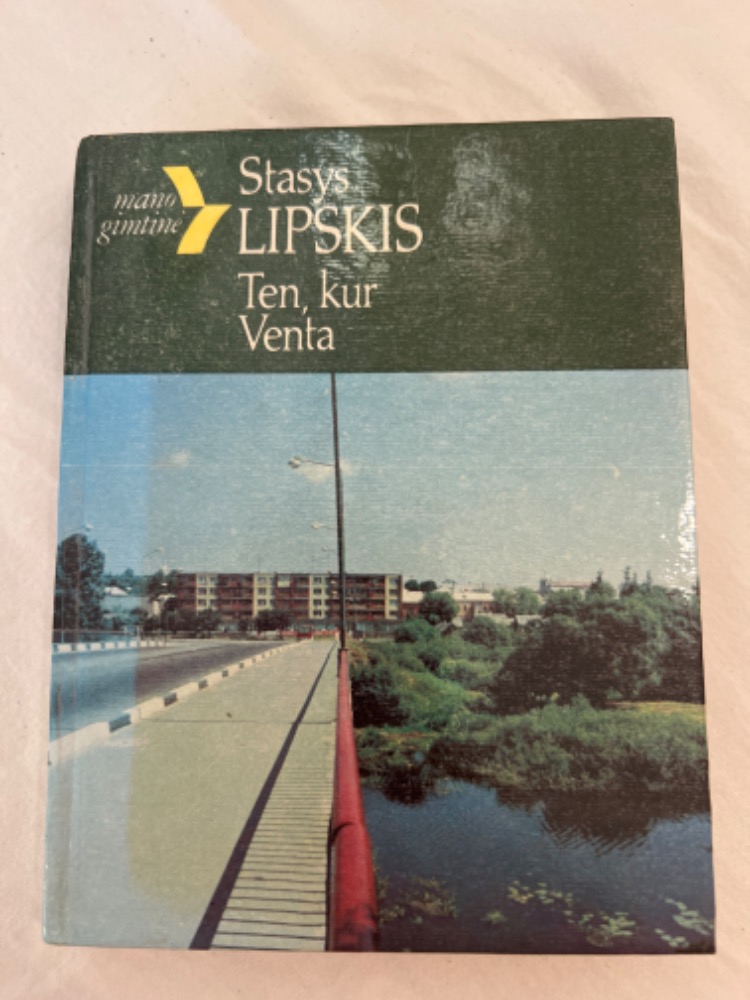 mano
gimtinė
Stasys
LIPSKIS
Ten, kur
Venta